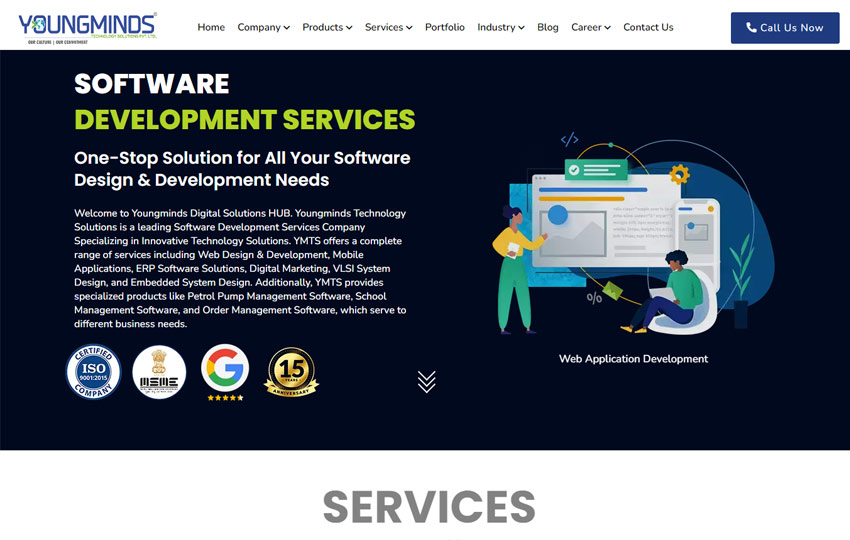 YOUNGMINDS
TECHNOLOGY SOLUTIONS PVT. LTD.
OUR CULTURE | OUR COMMITMENT
Home Company Products Services Portfolio Industry Blog Career Contact Us
Call Us Now
SOFTWARE
DEVELOPMENT SERVICES
One-Stop Solution for All Your Software
Design & Development Needs
Welcome to Youngminds Digital Solutions HUB. Youngminds Technology
Solutions is a leading Software Development Services Company
Specializing in Innovative Technology Solutions. YMTS offers a complete
range of services including Web Design & Development, Mobile
Applications, ERP Software Solutions, Digital Marketing, VLSI System
Design, and Embedded System Design. Additionally, YMTS provides
specialized products like Petrol Pump Management Software, School
Management Software, and Order Management Software, which serve to
different business needs.
CERTIFIED
ISO
9001:2015
COMPANY
MSME
G
15
YEARS
ANNIVERSARY
</>
%
Web Application Development
SERVICES